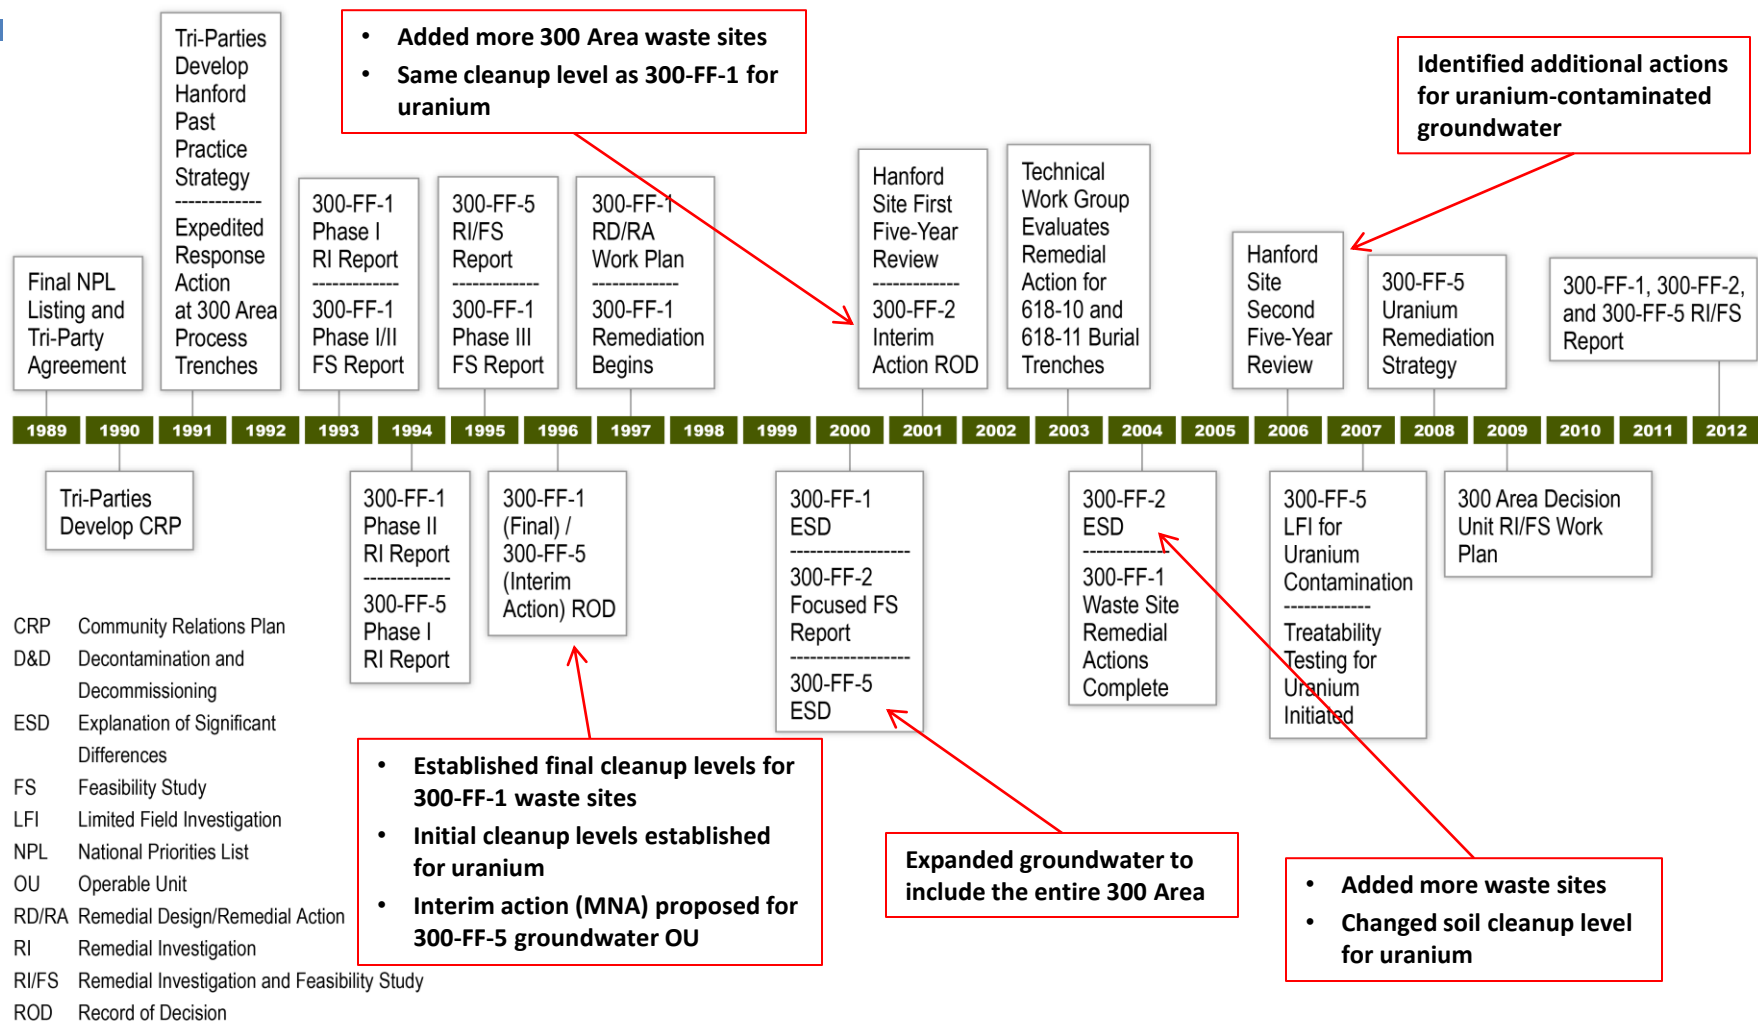 Tri-Parties
Develop
Hanford
Past
Practice
Strategy
-------------
Expedited
Response
Action
at 300 Area
Process
Trenches
• Added more 300 Area waste sites
• Same cleanup level as 300-FF-1 for
uranium
Identified additional actions
for uranium-contaminated
groundwater
Final NPL
Listing and
Tri-Party
Agreement
300-FF-1
Phase I
RI Report
-------------
300-FF-1
Phase I/II
FS Report
300-FF-5
RI/FS
Report
-------------
300-FF-1
Phase III
FS Report
300-FF-1
RD/RA
Work Plan
-------------
300-FF-1
Remediation
Begins
Hanford
Site First
Five-Year
Review
-------------
300-FF-2
Interim
Action ROD
Technical
Work Group
Evaluates
Remedial
Action for
618-10 and
618-11 Burial
Trenches
Hanford
Site
Second
Five-Year
Review
300-FF-5
Uranium
Remediation
Strategy
300-FF-1, 300-FF-2,
and 300-FF-5 RI/FS
Report
1989 1990 1991 1992 1993 1994 1995 1996 1997 1998 1999 2000 2001 2002 2003 2004 2005 2006 2007 2008 2009 2010 2011 2012
Tri-Parties
Develop CRP
300-FF-1
Phase II
RI Report
-------------
300-FF-5
Phase I
RI Report
300-FF-1
(Final) /
300-FF-5
(Interim
Action) ROD
300-FF-1
ESD
------------------
300-FF-2
Focused FS
Report
------------------
300-FF-5
ESD
300-FF-2
ESD
-------------
300-FF-1
Waste Site
Remedial
Actions
Complete
300-FF-5
LFI for
Uranium
Contamination
-------------
Treatability
Testing for
Uranium
Initiated
300 Area Decision
Unit RI/FS Work
Plan
CRP Community Relations Plan
D&D Decontamination and
Decommissioning
ESD Explanation of Significant
Differences
FS Feasibility Study
LFI Limited Field Investigation
NPL National Priorities List
OU Operable Unit
RD/RA Remedial Design/Remedial Action
RI Remedial Investigation
RI/FS Remedial Investigation and Feasibility Study
ROD Record of Decision
• Established final cleanup levels for
300-FF-1 waste sites
• Initial cleanup levels established
for uranium
• Interim action (MNA) proposed for
300-FF-5 groundwater OU
Expanded groundwater to
include the entire 300 Area
• Added more waste sites
• Changed soil cleanup level
for uranium